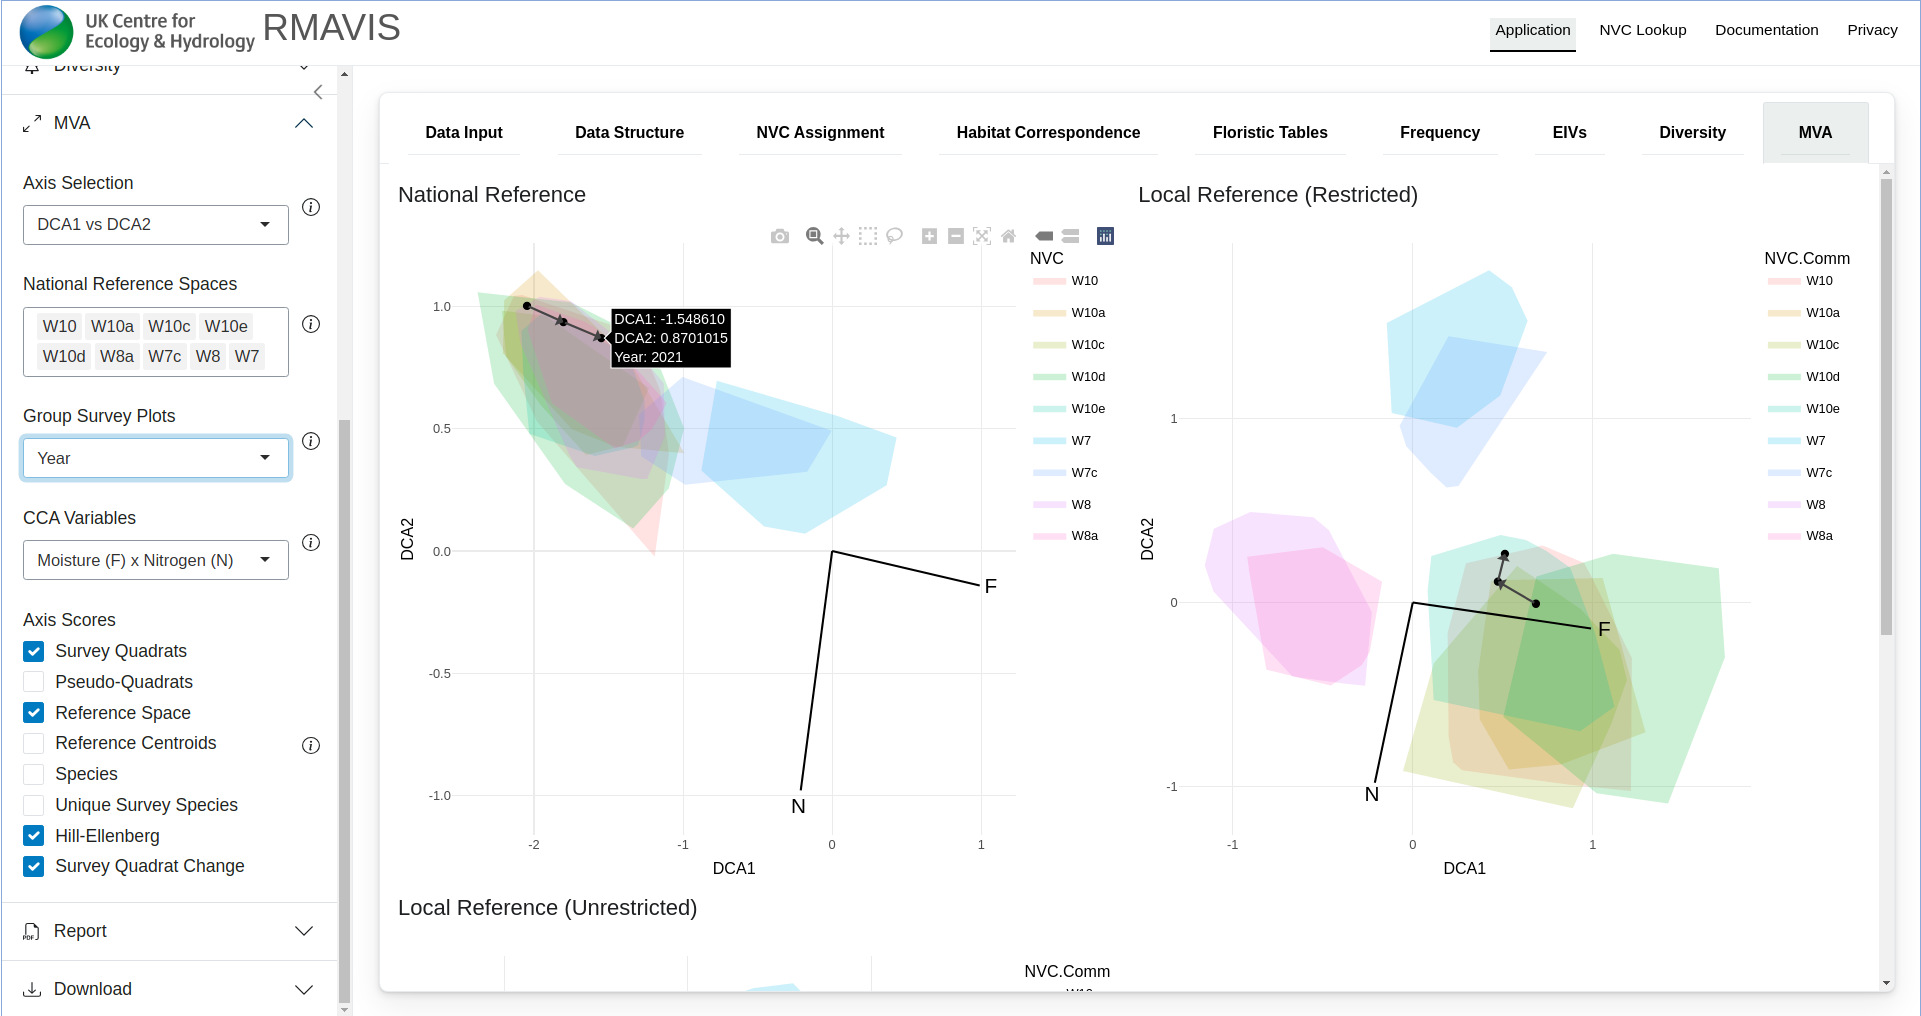 UK Centre for
Ecology & Hydrology
RMAVIS
Application
NVC Lookup
Documentation
Privacy
Diversity
MVA
Axis Selection
DCA1 vs DCA2
National Reference Spaces
W10 W10a W10c W10e
W10d W8a W7c W8 W7
Group Survey Plots
Year
CCA Variables
Moisture (F) x Nitrogen (N)
Axis Scores
Survey Quadrats
Pseudo-Quadrats
Reference Space
Reference Centroids
Species
Unique Survey Species
Hill-Ellenberg
Survey Quadrat Change
Report
Download
Data Input
Data Structure
NVC Assignment
Habitat Correspondence
Floristic Tables
Frequency
EIVs
Diversity
MVA
National Reference
1.0
0.5
0.0
-0.5
-1.0
DCA2
DCA1: -1.548610
DCA2: 0.8701015
Year: 2021
F
N
-2
-1
0
1
DCA1
NVC
W10
W10a
W10c
W10d
W10e
W7
W7c
W8
W8a
Local Reference (Restricted)
1
0
-1
DCA2
F
N
-1
0
1
DCA1
NVC.Comm
W10
W10a
W10c
W10d
W10e
W7
W7c
W8
W8a
Local Reference (Unrestricted)
NVC.Comm
W10